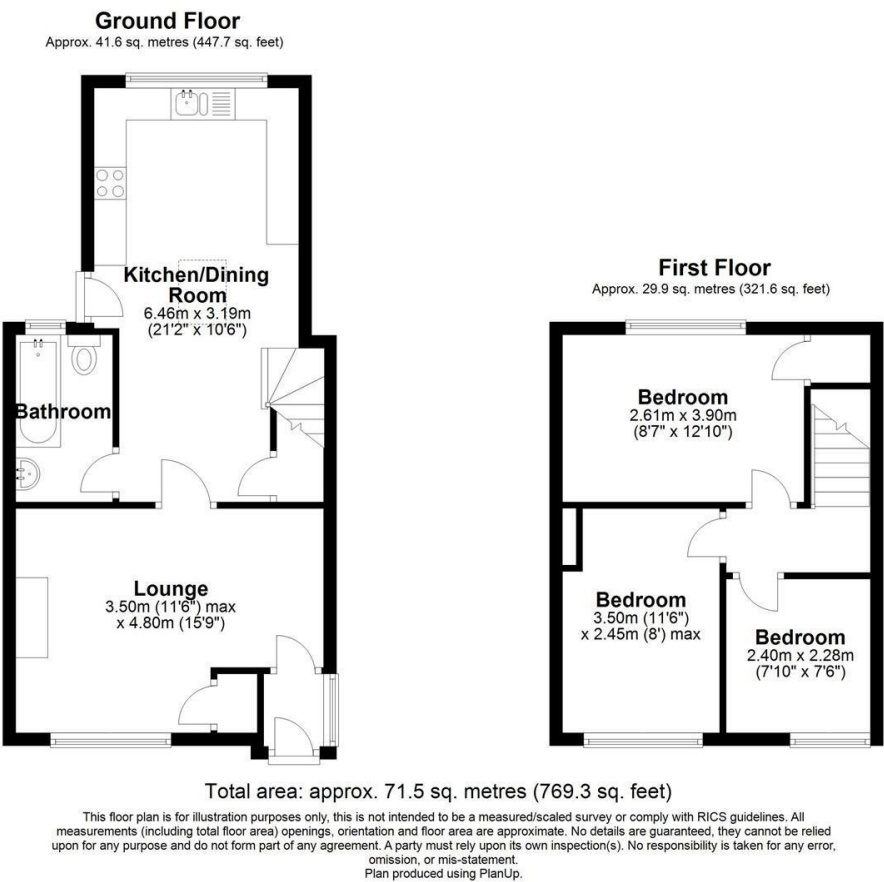 Ground Floor
Approx. 41.6 sq. metres (447.7 sq. feet)
Kitchen/Dining
Room
6.46m x 3.19m
(21'2" x 10'6")
Bathroom
Lounge
3.50m (11'6") max
x 4.80m (15'9")
First Floor
Approx. 29.9 sq. metres (321.6 sq. feet)
Bedroom
2.61m x 3.90m
(8'7" x 12'10")
Bedroom
3.50m (11'6")
x 2.45m (8') max
Bedroom
2.40m x 2.28m
(7'10" x 7'6")
Total area: approx. 71.5 sq. metres (769.3 sq. feet)
This floor plan is for illustration purposes only, this is not intended to be a measured/scaled survey or comply with RICS guidelines. All
measurements (including total floor area) openings, orientation and floor area are approximate. No details are guaranteed, they cannot be relied
upon for any purpose and do not form part of any agreement. A party must rely upon its own inspection(s). No responsibility is taken for any error,
omission, or mis-statement.
Plan produced using PlanUp.